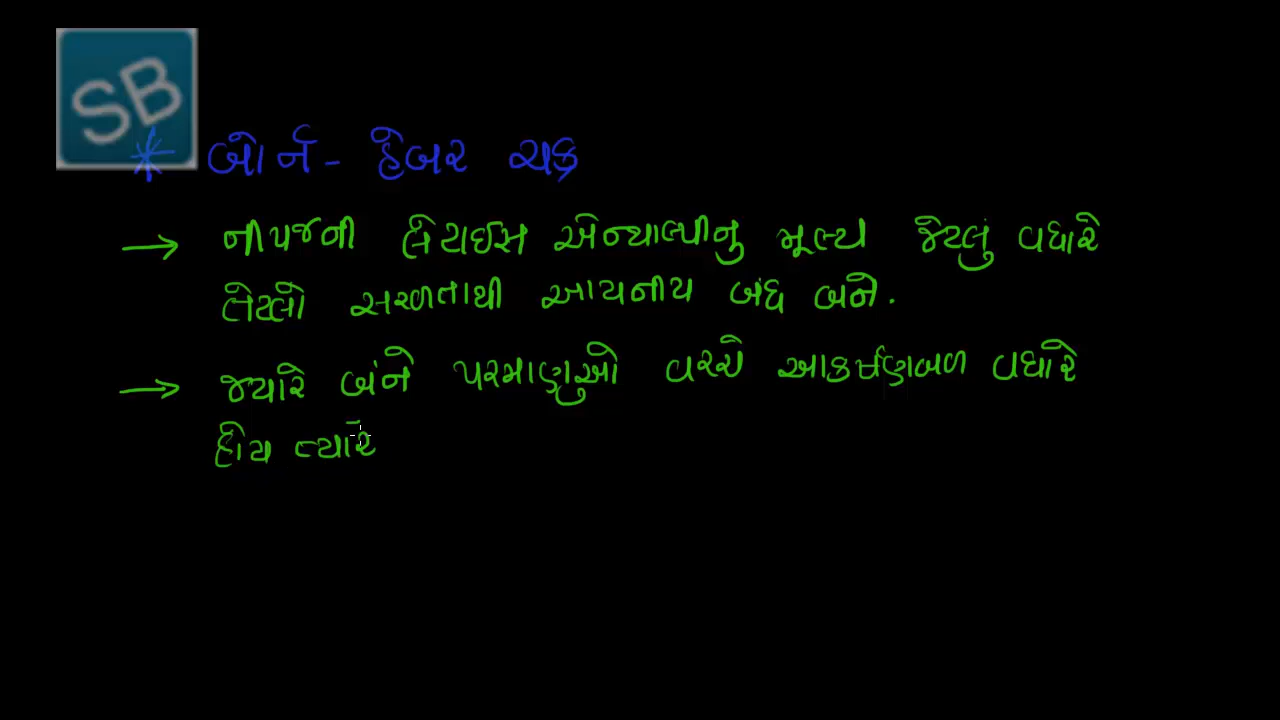 SB
* બોર્ન - હેબર ચક્ર
→ નીપજની લેટાઇસ એન્થાલ્પીનુ મૂલ્ય જેટલું વધારે
તેટલો સરળતાથી આયનીય બંધ બને.
→ જ્યારે બંને પરમાણુઓ વચ્ચે આકર્ષણબળ વધારે
હોય ત્યારે